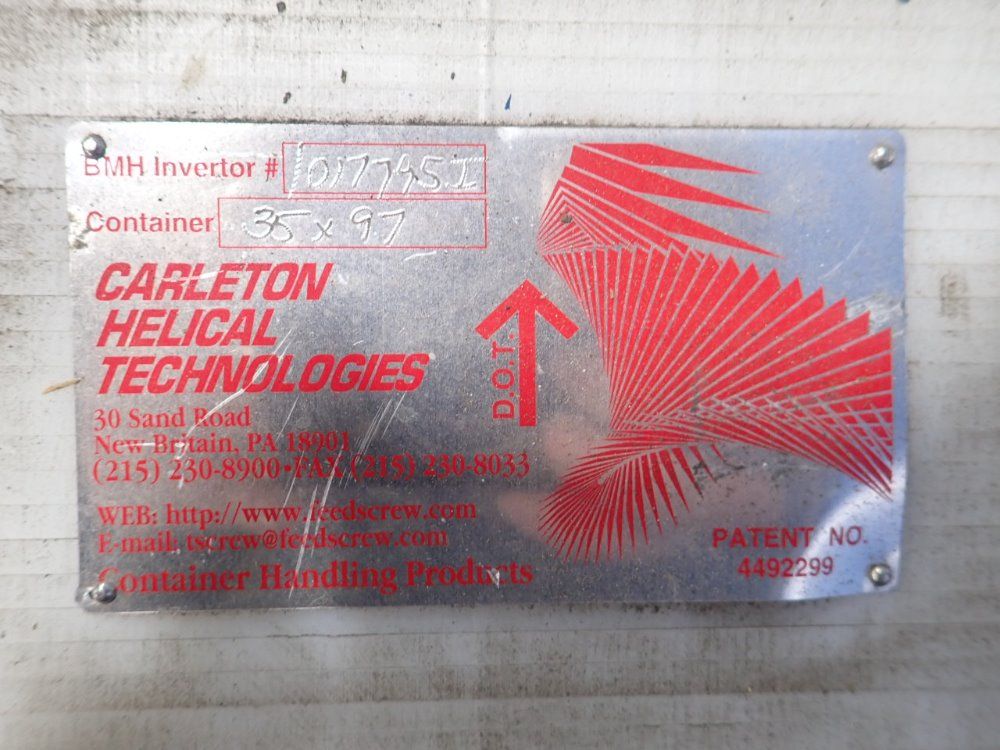 BMH Invertor # 1017795I
Container 35 x 97
CARLETON
HELICAL
TECHNOLOGIES
30 Sand Road
New Britain, PA 18901
(215) 230-8900•FAX (215) 230-8033
WEB: http://www.feedscrew.com
E-mail: tscrew@feedscrew.com
Container Handling Products
D.O.T.
PATENT NO.
4492299